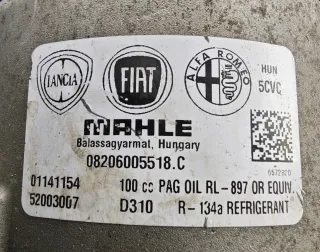 LANCIA
FIAT
ALFA ROMEO
HUN
5CVC
MAHLE
Balassagyarmat, Hungary
08206005518.C
01141154 100 cc PAG OIL RL-897 OR EQUIV.
52003007 D310 R-134a REFRIGERANT